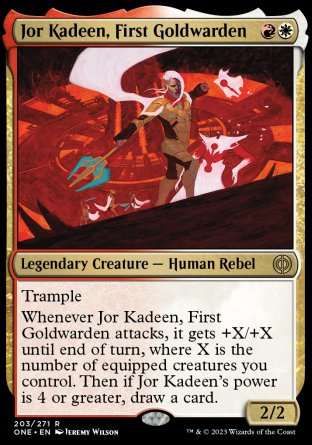 Jor Kadeen, First Goldwarden
Legendary Creature — Human Rebel
Trample
Whenever Jor Kadeen, First
Goldwarden attacks, it gets +X/+X
until end of turn, where X is the
number of equipped creatures you
control. Then if Jor Kadeen's power
is 4 or greater, draw a card.
2/2
203/271 R
ONE • EN Jeremy Wilson
™ & © 2023 Wizards of the Coast